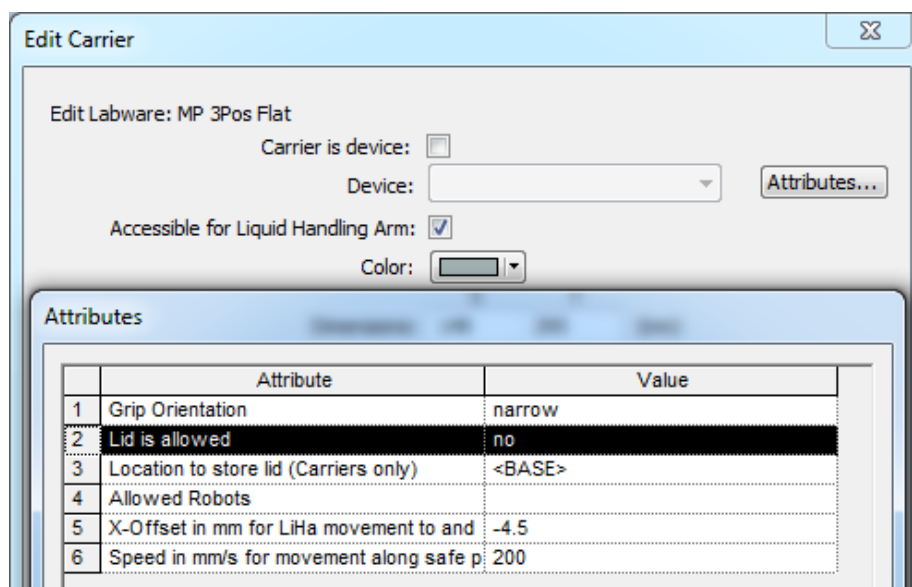 Edit Carrier
Edit Labware: MP 3Pos Flat
Carrier is device:
Device:
Attributes...
Accessible for Liquid Handling Arm:
Color:
Attributes
Attribute Value
1 Grip Orientation narrow
2 Lid is allowed no
3 Location to store lid (Carriers only) <BASE>
4 Allowed Robots
5 X-Offset in mm for LiHa movement to and -4.5
6 Speed in mm/s for movement along safe p 200